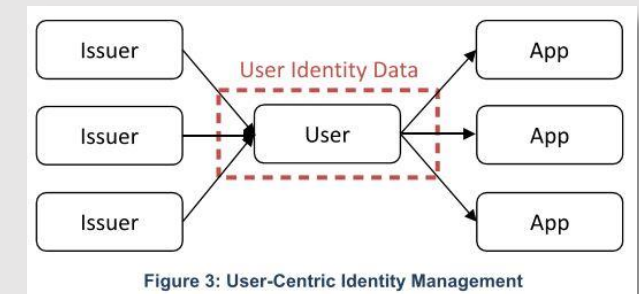 Issuer
App
User Identity Data
Issuer
User
App
Issuer
App
Figure 3: User-Centric Identity Management